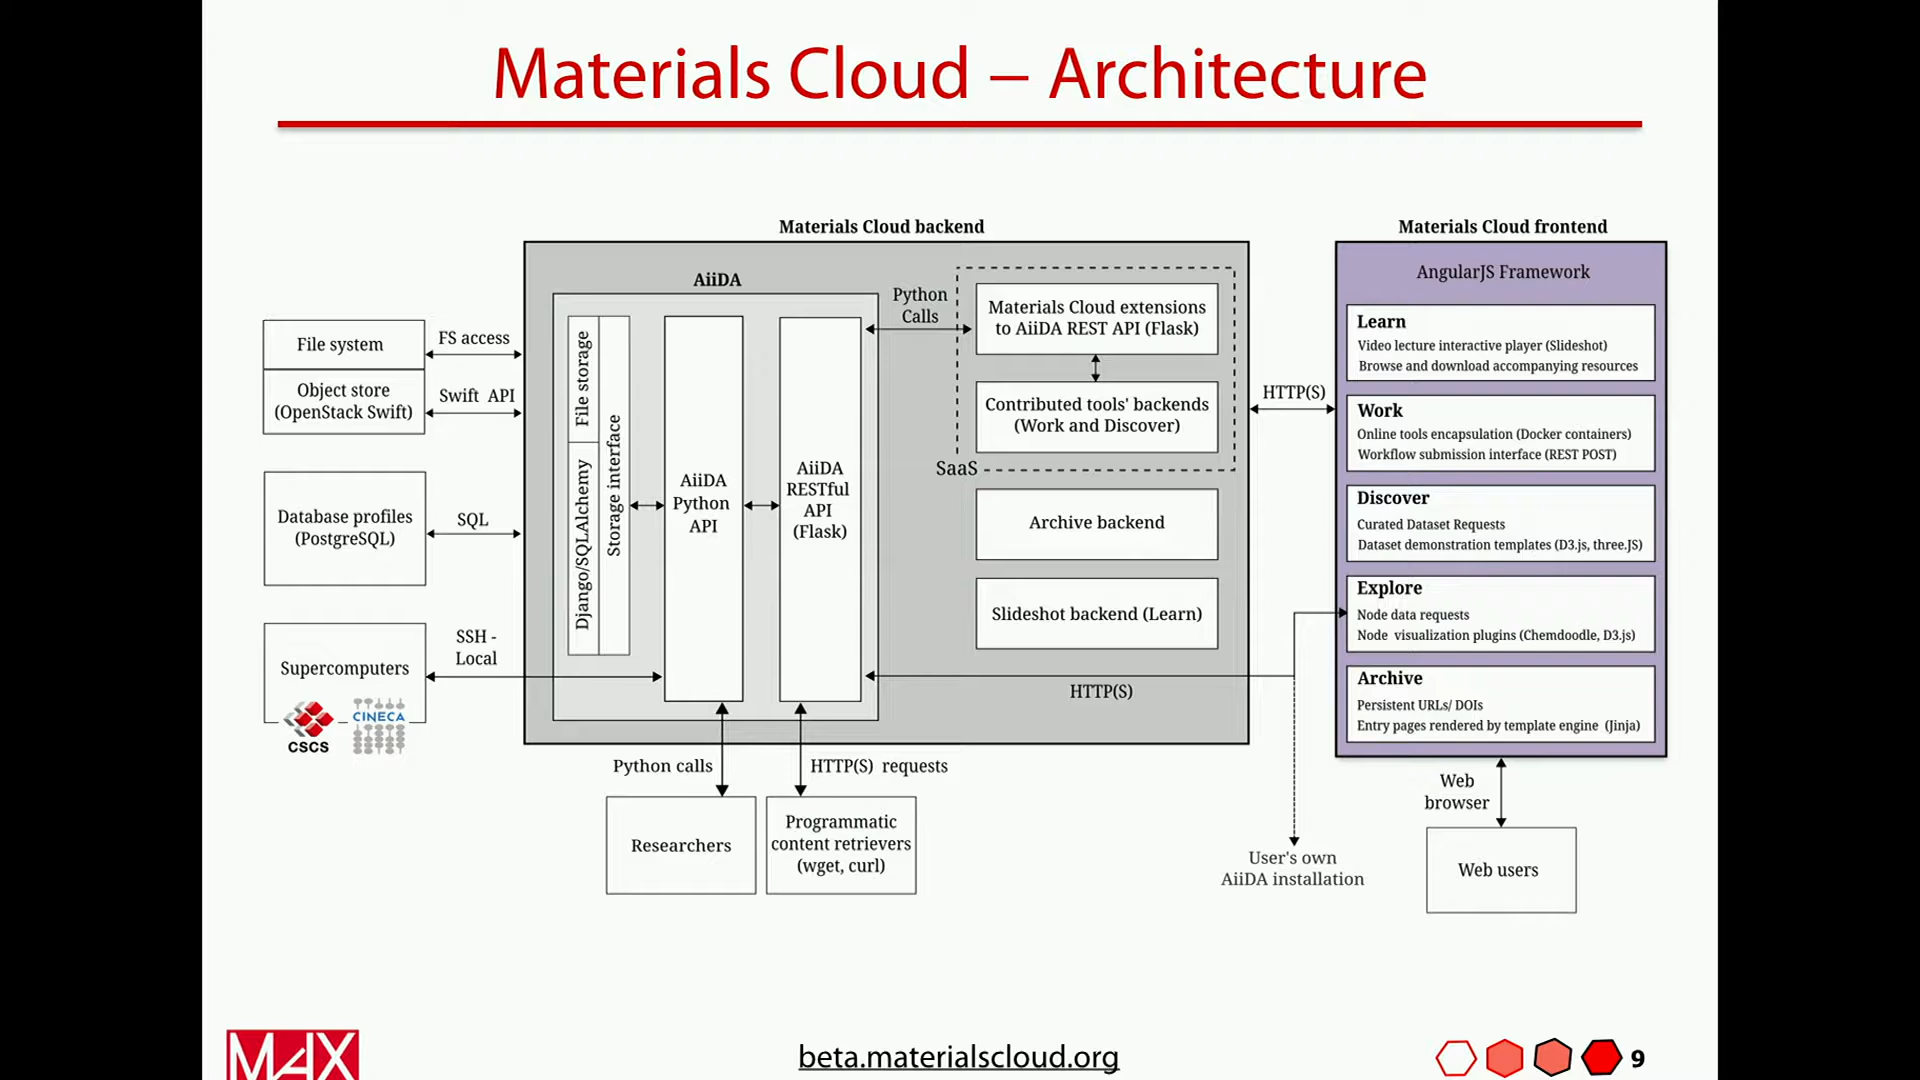 Materials Cloud – Architecture
Materials Cloud backend
Materials Cloud frontend
File system
Object store
(OpenStack Swift)
Database profiles
(PostgreSQL)
Supercomputers
CSCS
CINECA
FS access
Swift API
SQL
SSH -
Local
AiiDA
File storage
Django/SQLAlchemy
Storage interface
AiiDA
Python
API
AiiDA
RESTful
API
(Flask)
Python
Calls
Materials Cloud extensions
to AiiDA REST API (Flask)
Contributed tools' backends
(Work and Discover)
SaaS
Archive backend
Slideshot backend (Learn)
HTTP(S)
HTTP(S)
AngularJS Framework
Learn
Video lecture interactive player (Slideshot)
Browse and download accompanying resources
Work
Online tools encapsulation (Docker containers)
Workflow submission interface (REST POST)
Discover
Curated Dataset Requests
Dataset demonstration templates (D3.js, three.JS)
Explore
Node data requests
Node visualization plugins (Chemdoodle, D3.js)
Archive
Persistent URLs/ DOIs
Entry pages rendered by template engine (Jinja)
Python calls
HTTP(S) requests
Researchers
Programmatic
content retrievers
(wget, curl)
User's own
AiiDA installation
Web
browser
Web users
MAX
beta.materialscloud.org
9